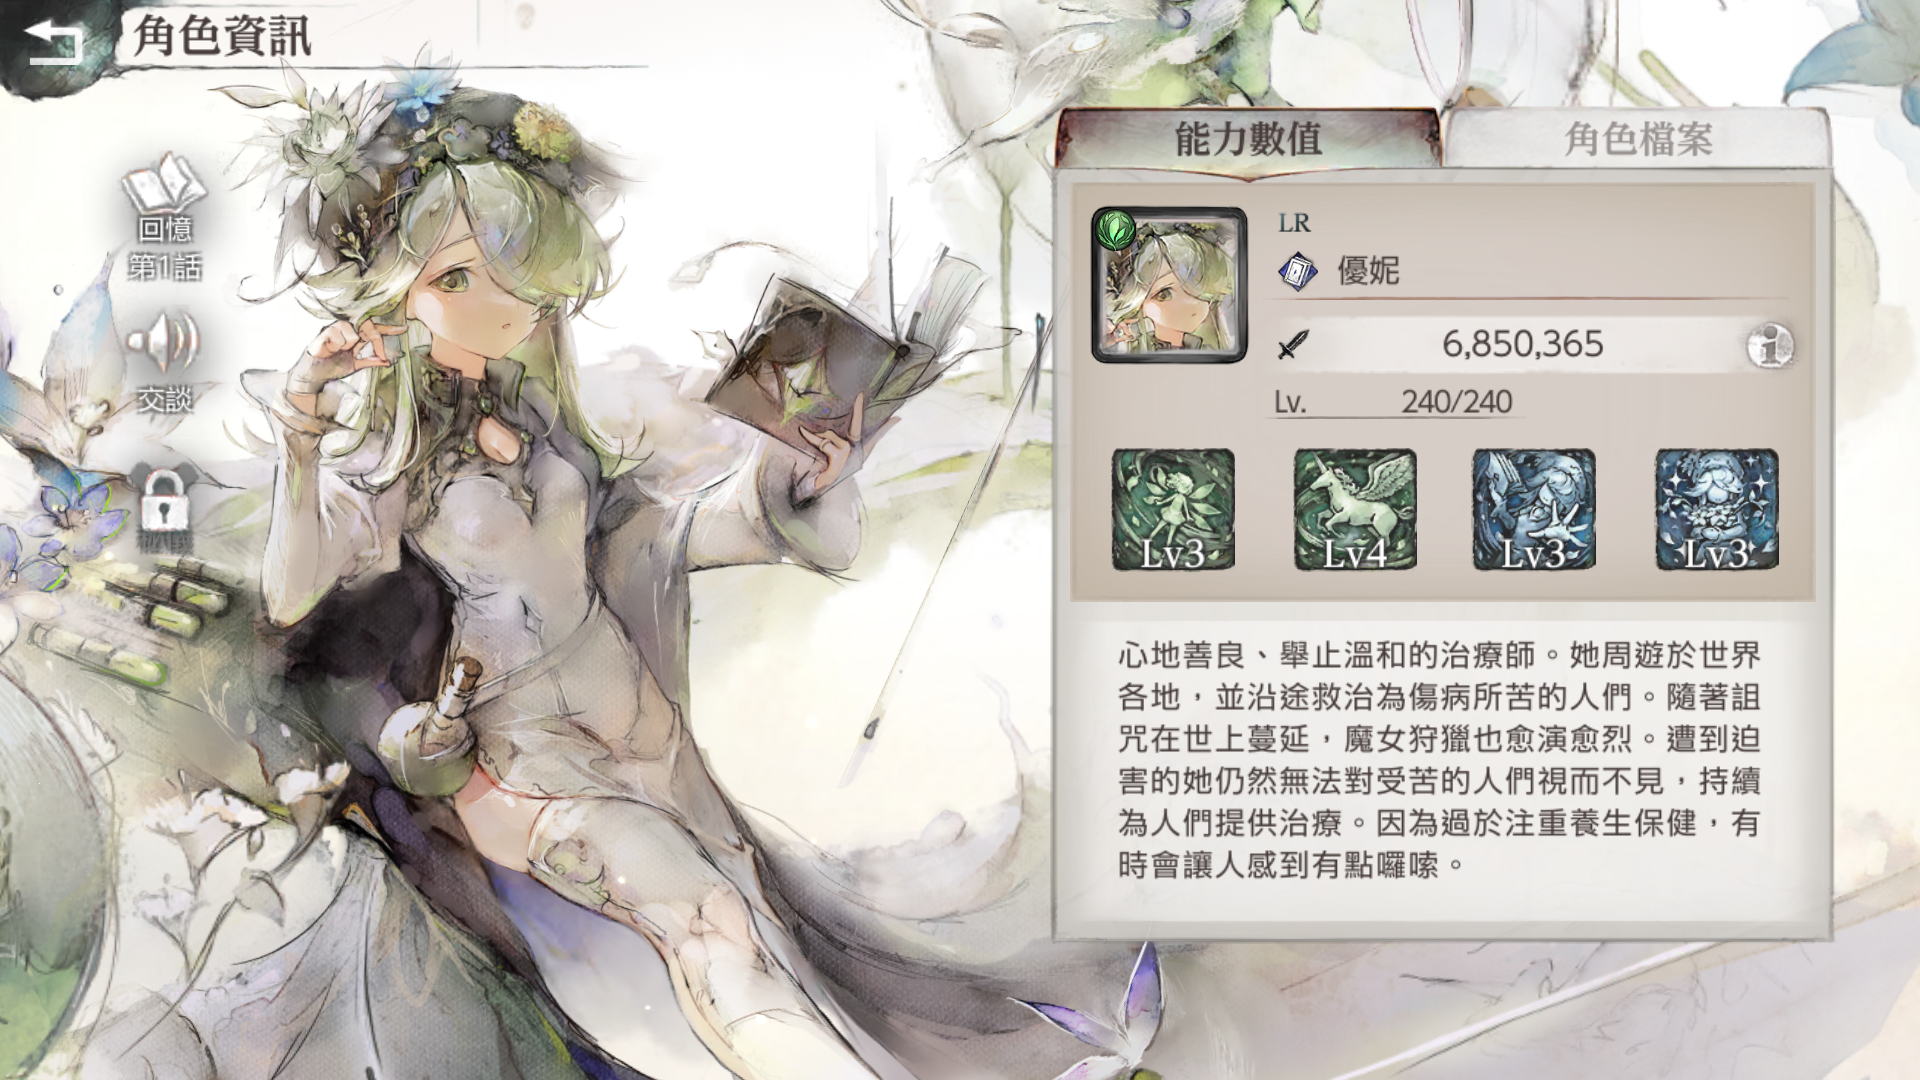 角色資訊
回憶
第1話
交談
能力數值
角色檔案
LR
優妮
6,850,365
Lv. 240/240
Lv3
Lv4
Lv3
Lv3
心地善良、舉止溫和的治療師。她周遊於世界
各地，並沿途救治為傷病所苦的人們。隨著詛
咒在世上蔓延，魔女狩獵也愈演愈烈。遭到迫
害的她仍然無法對受苦的人們視而不見，持續
為人們提供治療。因為過於注重養生保健，有
時會讓人感到有點囉嗦。